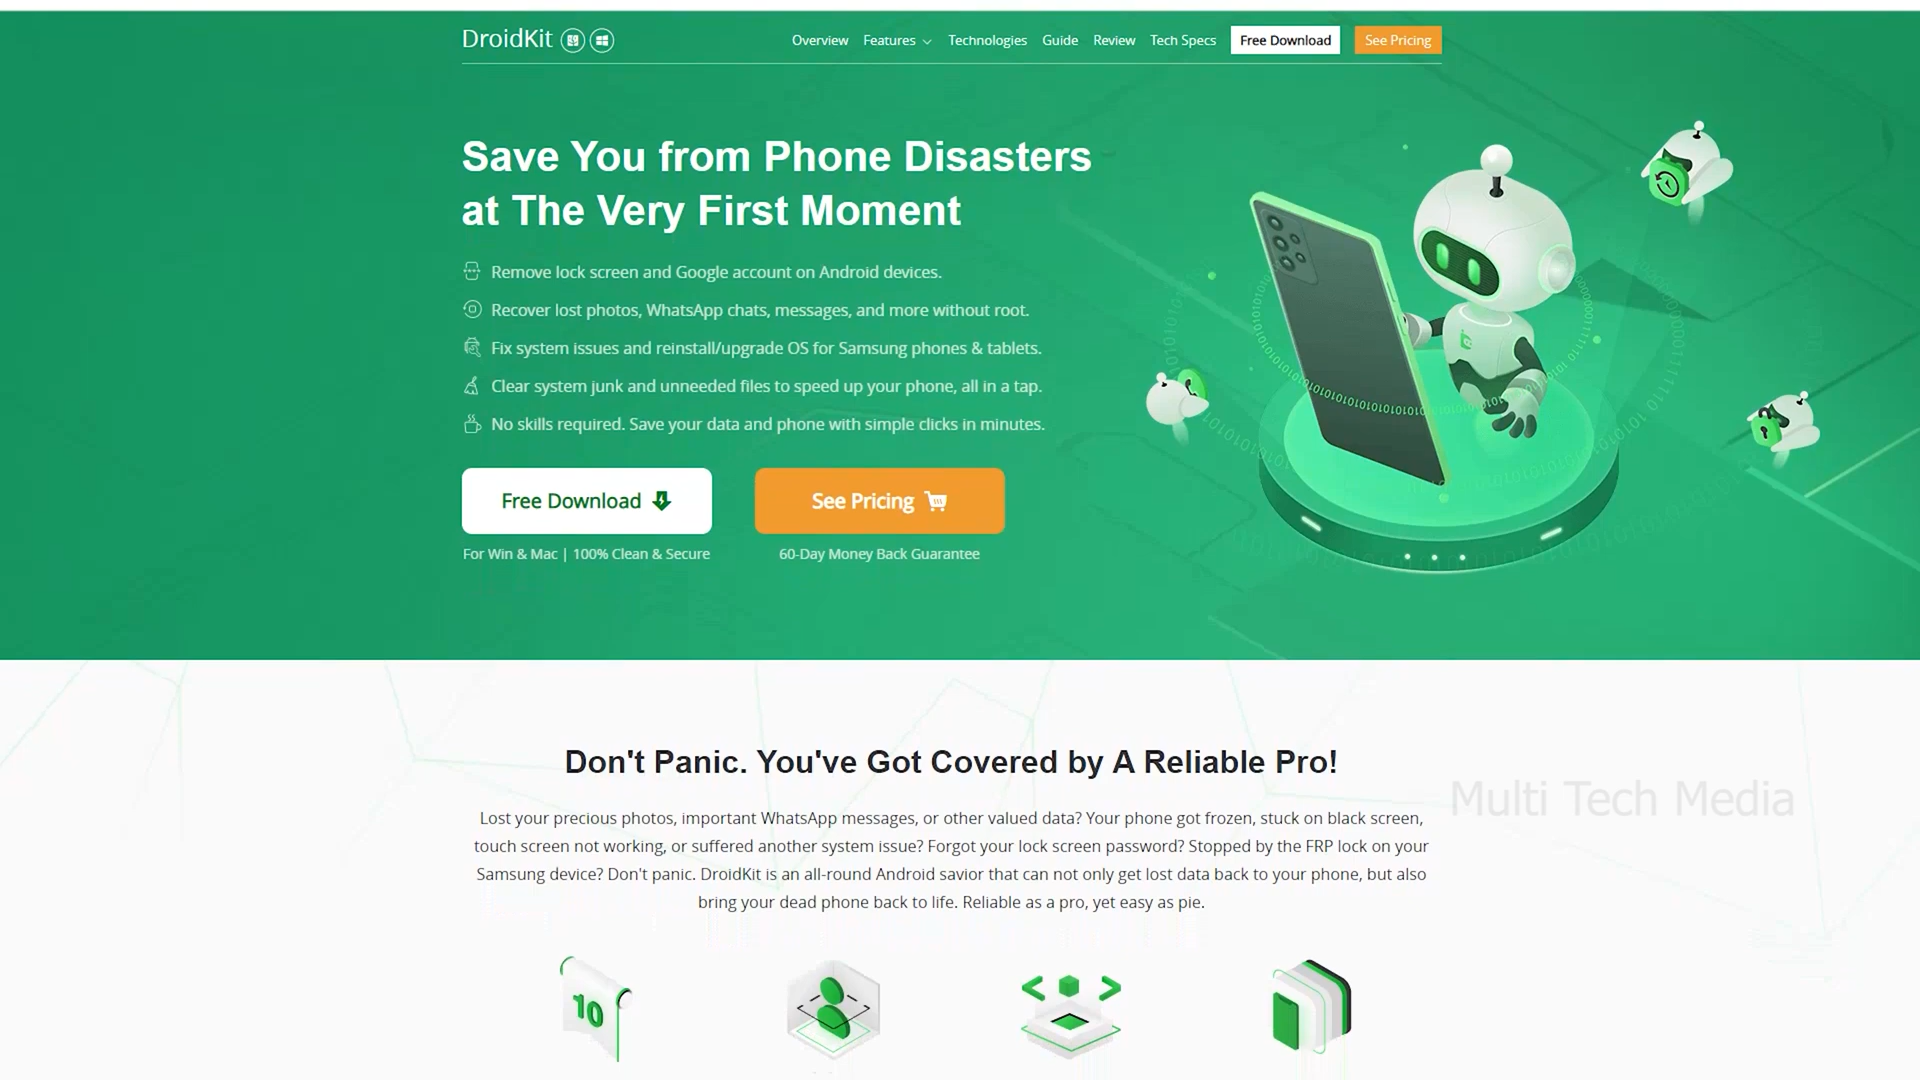 DroidKit
Overview Features Technologies Guide Review Tech Specs Free Download See Pricing
Save You from Phone Disasters
at The Very First Moment
Remove lock screen and Google account on Android devices.
Recover lost photos, WhatsApp chats, messages, and more without root.
Fix system issues and reinstall/upgrade OS for Samsung phones & tablets.
Clear system junk and unneeded files to speed up your phone, all in a tap.
No skills required. Save your data and phone with simple clicks in minutes.
Free Download See Pricing
For Win & Mac | 100% Clean & Secure 60-Day Money Back Guarantee
Don't Panic. You've Got Covered by A Reliable Pro!
Multi Tech Media
Lost your precious photos, important WhatsApp messages, or other valued data? Your phone got frozen, stuck on black screen,
touch screen not working, or suffered another system issue? Forgot your lock screen password? Stopped by the FRP lock on your
Samsung device? Don't panic. DroidKit is an all-round Android savior that can not only get lost data back to your phone, but also
bring your dead phone back to life. Reliable as a pro, yet easy as pie.
10